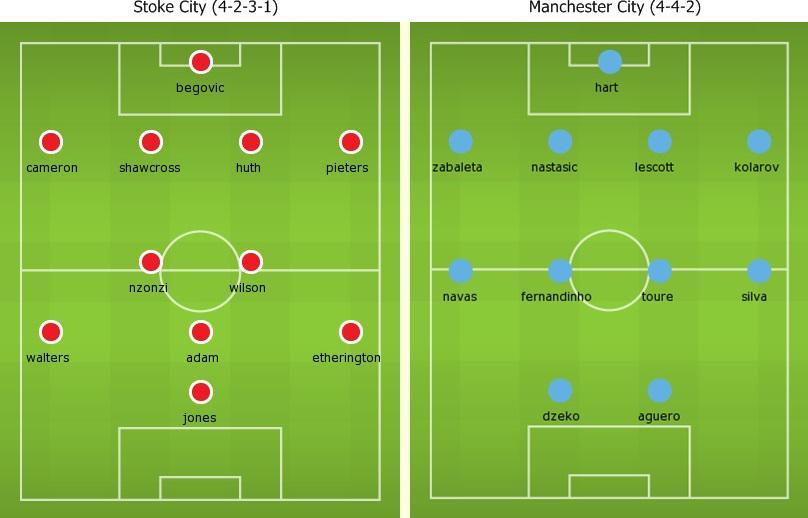 Stoke City (4-2-3-1)
begovic
cameron shawcross huth pieters
nzonzi wilson
walters adam etherington
jones
Manchester City (4-4-2)
hart
zabaleta nastasic lescott kolarov
navas fernandinho toure silva
dzeko aguero